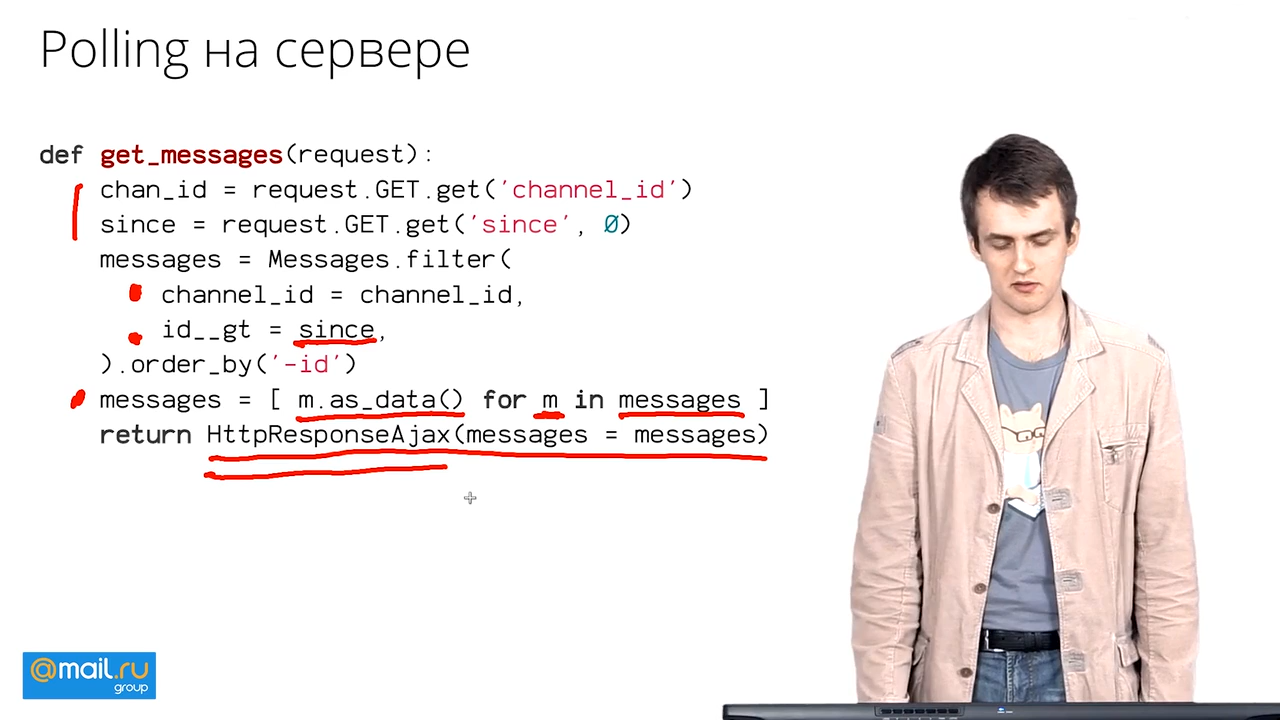 Polling на сервере
def get_messages(request):
chan_id = request.GET.get('channel_id')
since = request.GET.get('since', 0)
messages = Messages.filter(
channel_id = channel_id,
id__gt = since,
).order_by('-id')
messages = [ m.as_data() for m in messages ]
return HttpResponseAjax(messages = messages)
@mail.ru
group